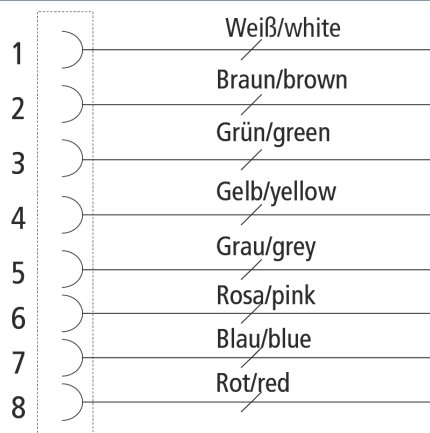 Weiß/white
1
Braun/brown
2
Grün/green
3
Gelb/yellow
4
Grau/grey
5
Rosa/pink
6
Blau/blue
7
Rot/red
8